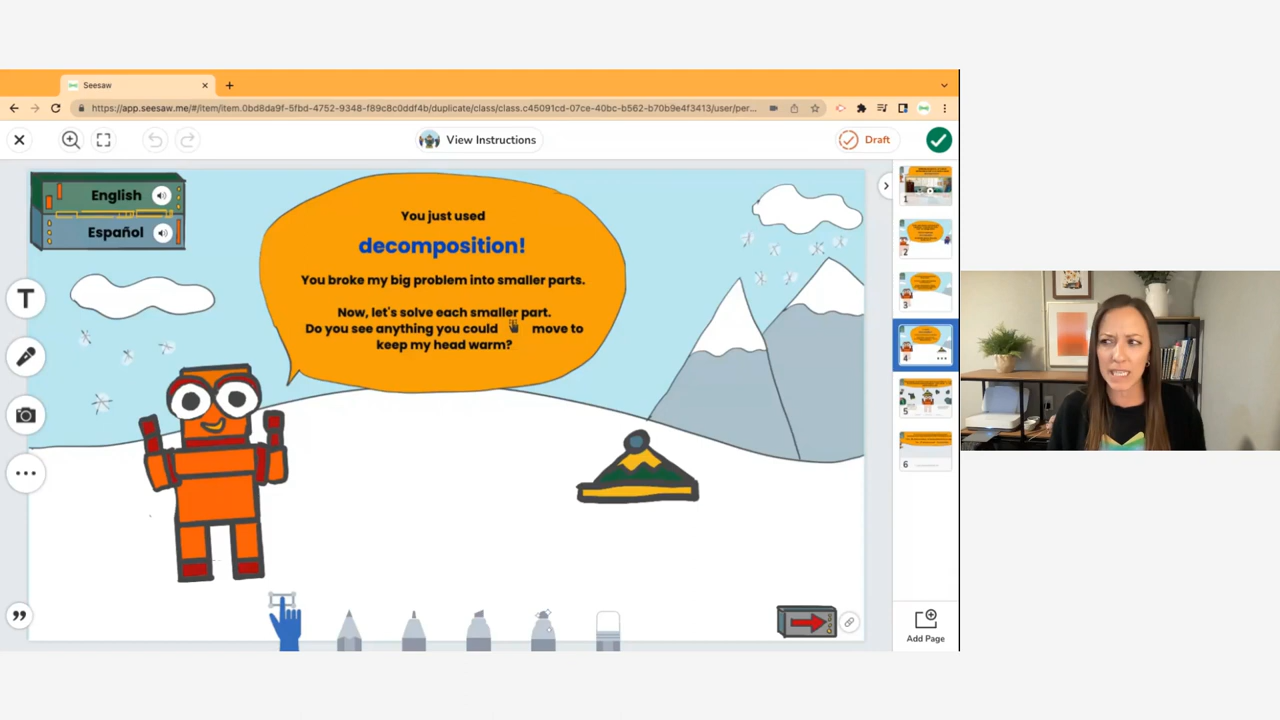 Seesaw
https://app.seesaw.me/#/item/item.0bd8da9f-5fbd-4752-9348-f89c8c0ddf4b/duplicate/class/class.c45091cd-07ce-40bc-b562-b70b9e4f3413/user/per...
View Instructions
Draft
English
Español
You just used
decomposition!
You broke my big problem into smaller parts.
Now, let's solve each smaller part.
Do you see anything you could move to
keep my head warm?
T
1
2
3
4
5
6
Add Page